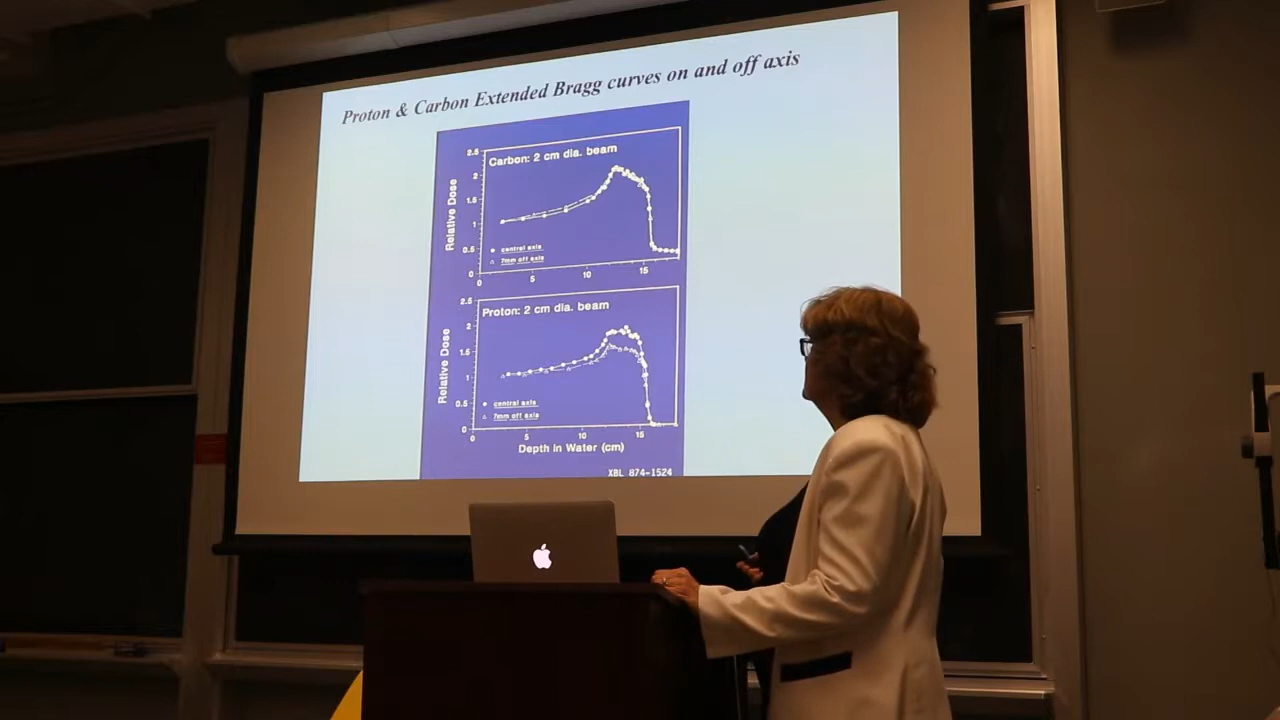 Proton & Carbon Extended Bragg curves on and off axis
2.5
Carbon: 2 cm dia. beam
2
1.5
Relative Dose
1
0.5
central axis
7mm off axis
0
0 5 10 15
2.5
Proton: 2 cm dia. beam
2
1.5
Relative Dose
1
0.5
central axis
7mm off axis
0
0 5 10 15
Depth in Water (cm)
XBL 874-1524